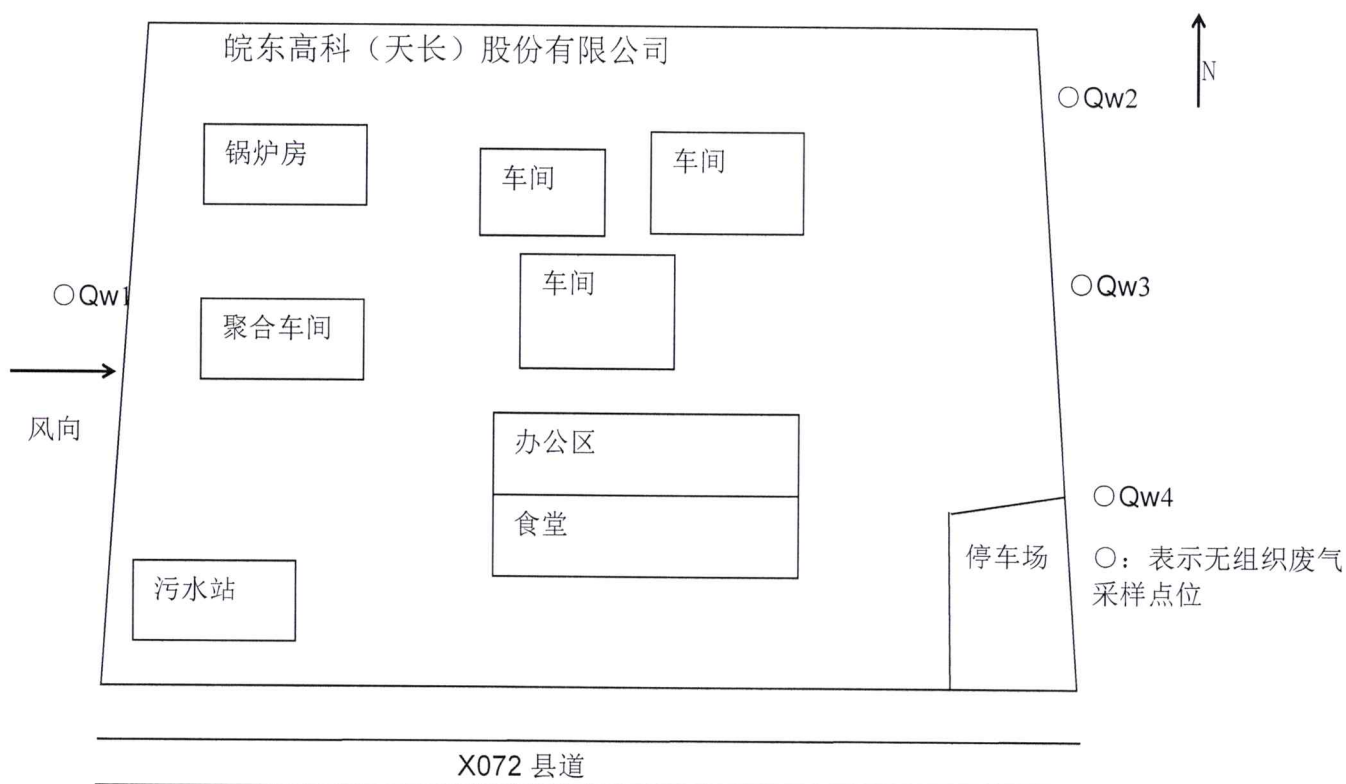 皖东高科（天长）股份有限公司
N
○Qw2
锅炉房
车间
车间
○Qw1
聚合车间
车间
○Qw3
风向
办公区
食堂
○Qw4
停车场
○：表示无组织废气
采样点位
污水站
X072 县道